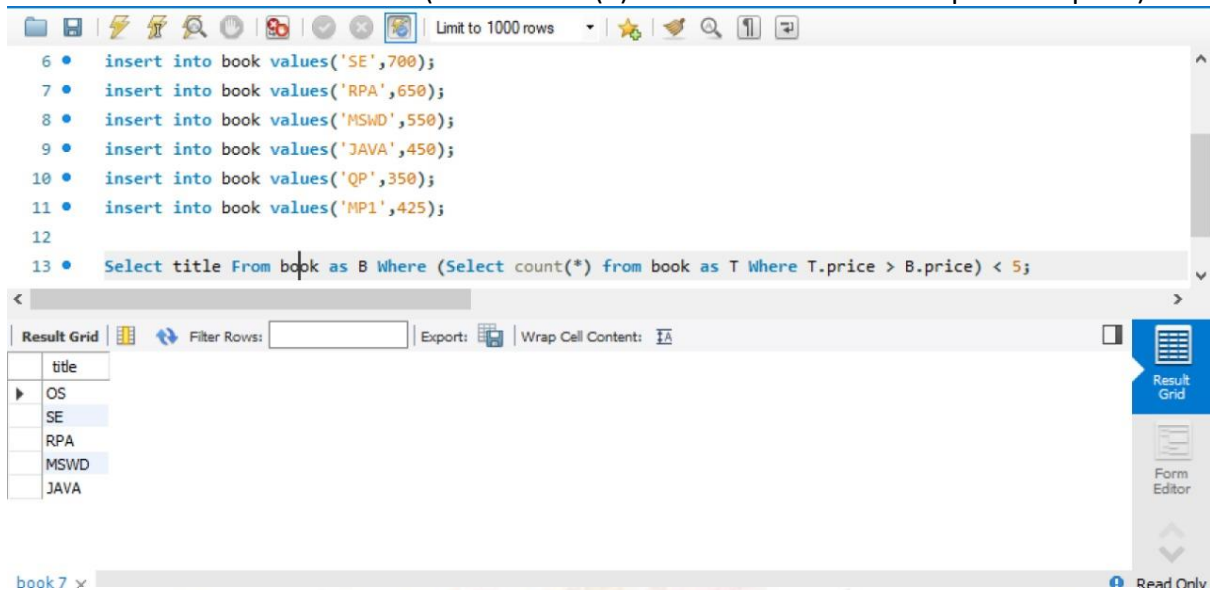 Limit to 1000 rows
6 insert into book values('SE',700);
7 insert into book values('RPA',650);
8 insert into book values('MSWD',550);
9 insert into book values('JAVA',450);
10 insert into book values('QP',350);
11 insert into book values('MP1',425);
12
13 Select title From book as B Where (Select count(*) from book as T Where T.price > B.price) < 5;
Result Grid Filter Rows: Export: Wrap Cell Content:
title
OS
SE
RPA
MSWD
JAVA
Result
Grid
Form
Editor
book 7 Read Only